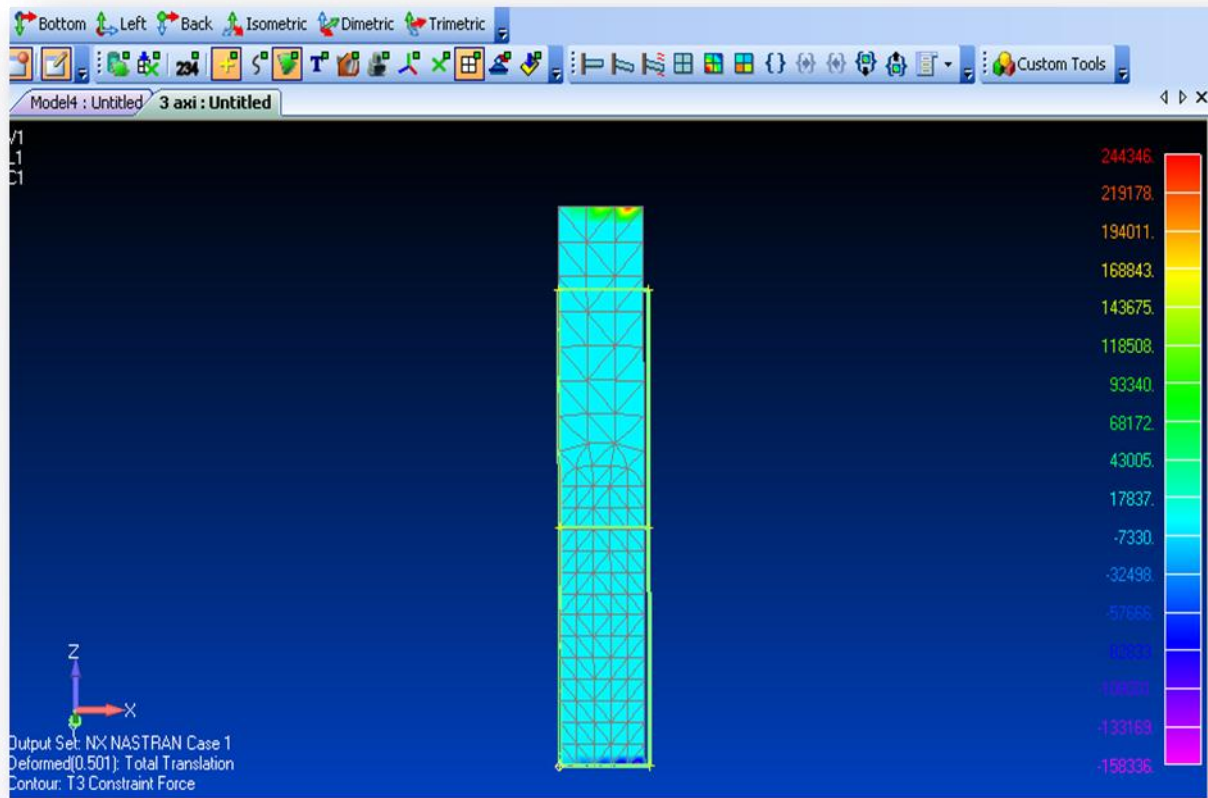 Bottom Left Back Isometric Dimetric Trimetric
234 T {} Custom Tools
Model4 : Untitled 3 axi : Untitled
V1
L1
C1
244346.
219178.
194011.
168843.
143675.
118508.
93340.
68172.
43005.
17837.
-7330.
-32498.
-57666.
-82833.
-133169.
-158336.
Z
X
Y
Output Set: NX NASTRAN Case 1
Deformed(0.501): Total Translation
Contour: T3 Constraint Force